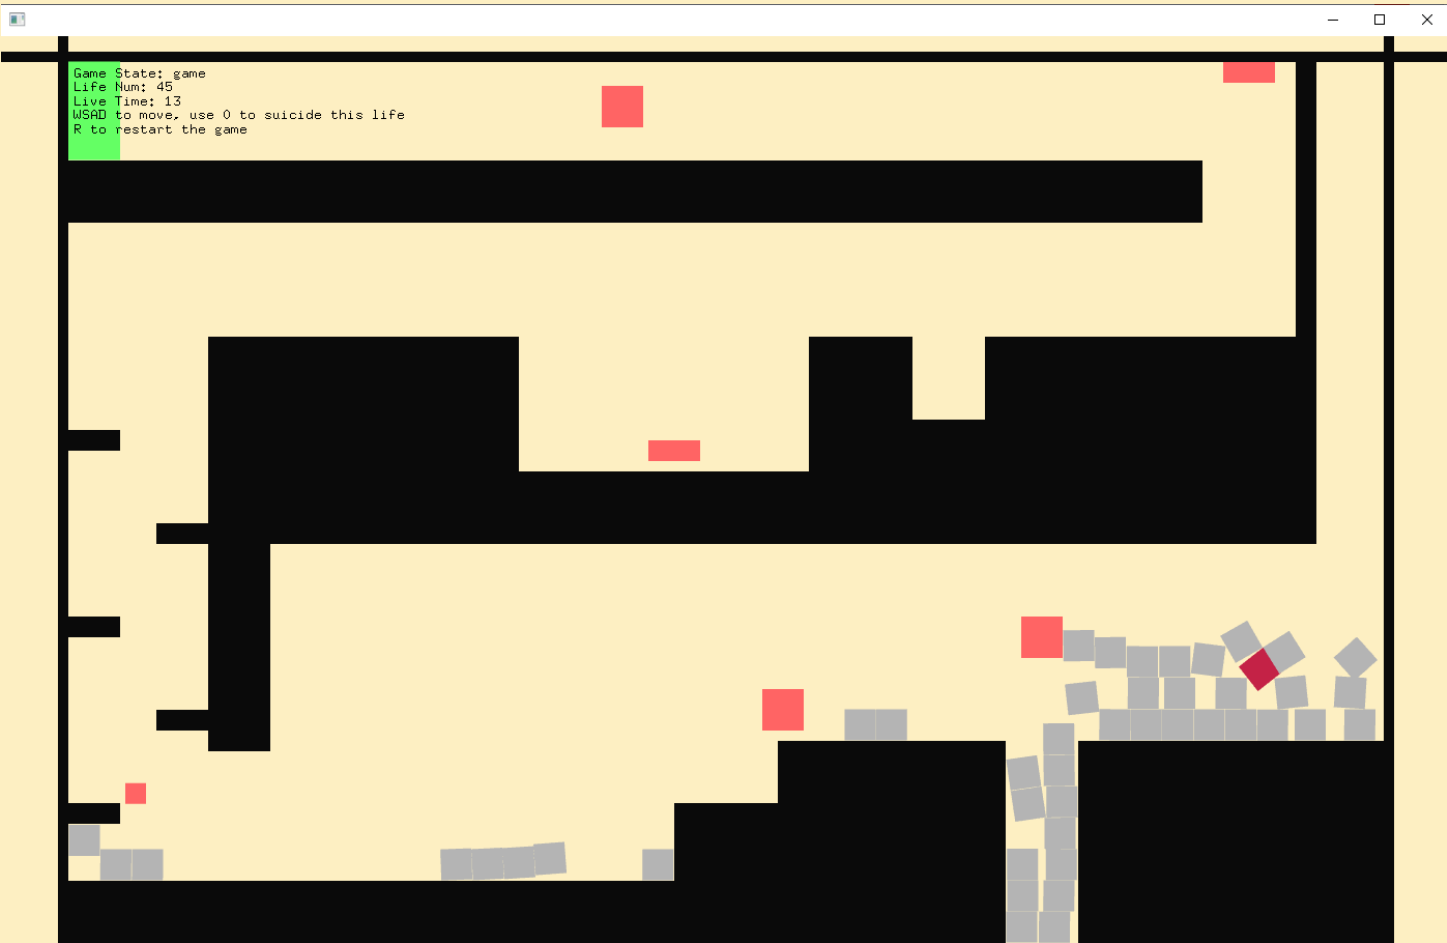 Game State: game
Life Num: 45
Live Time: 13
WSAD to move, use O to suicide this life
R to restart the game